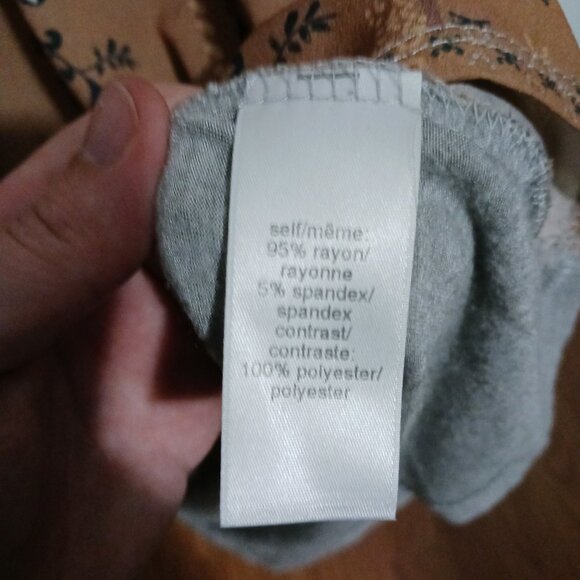 self/même:
95% rayon/
rayonne
5% spandex/
spandex
contrast/
contraste:
100% polyester/
polyester